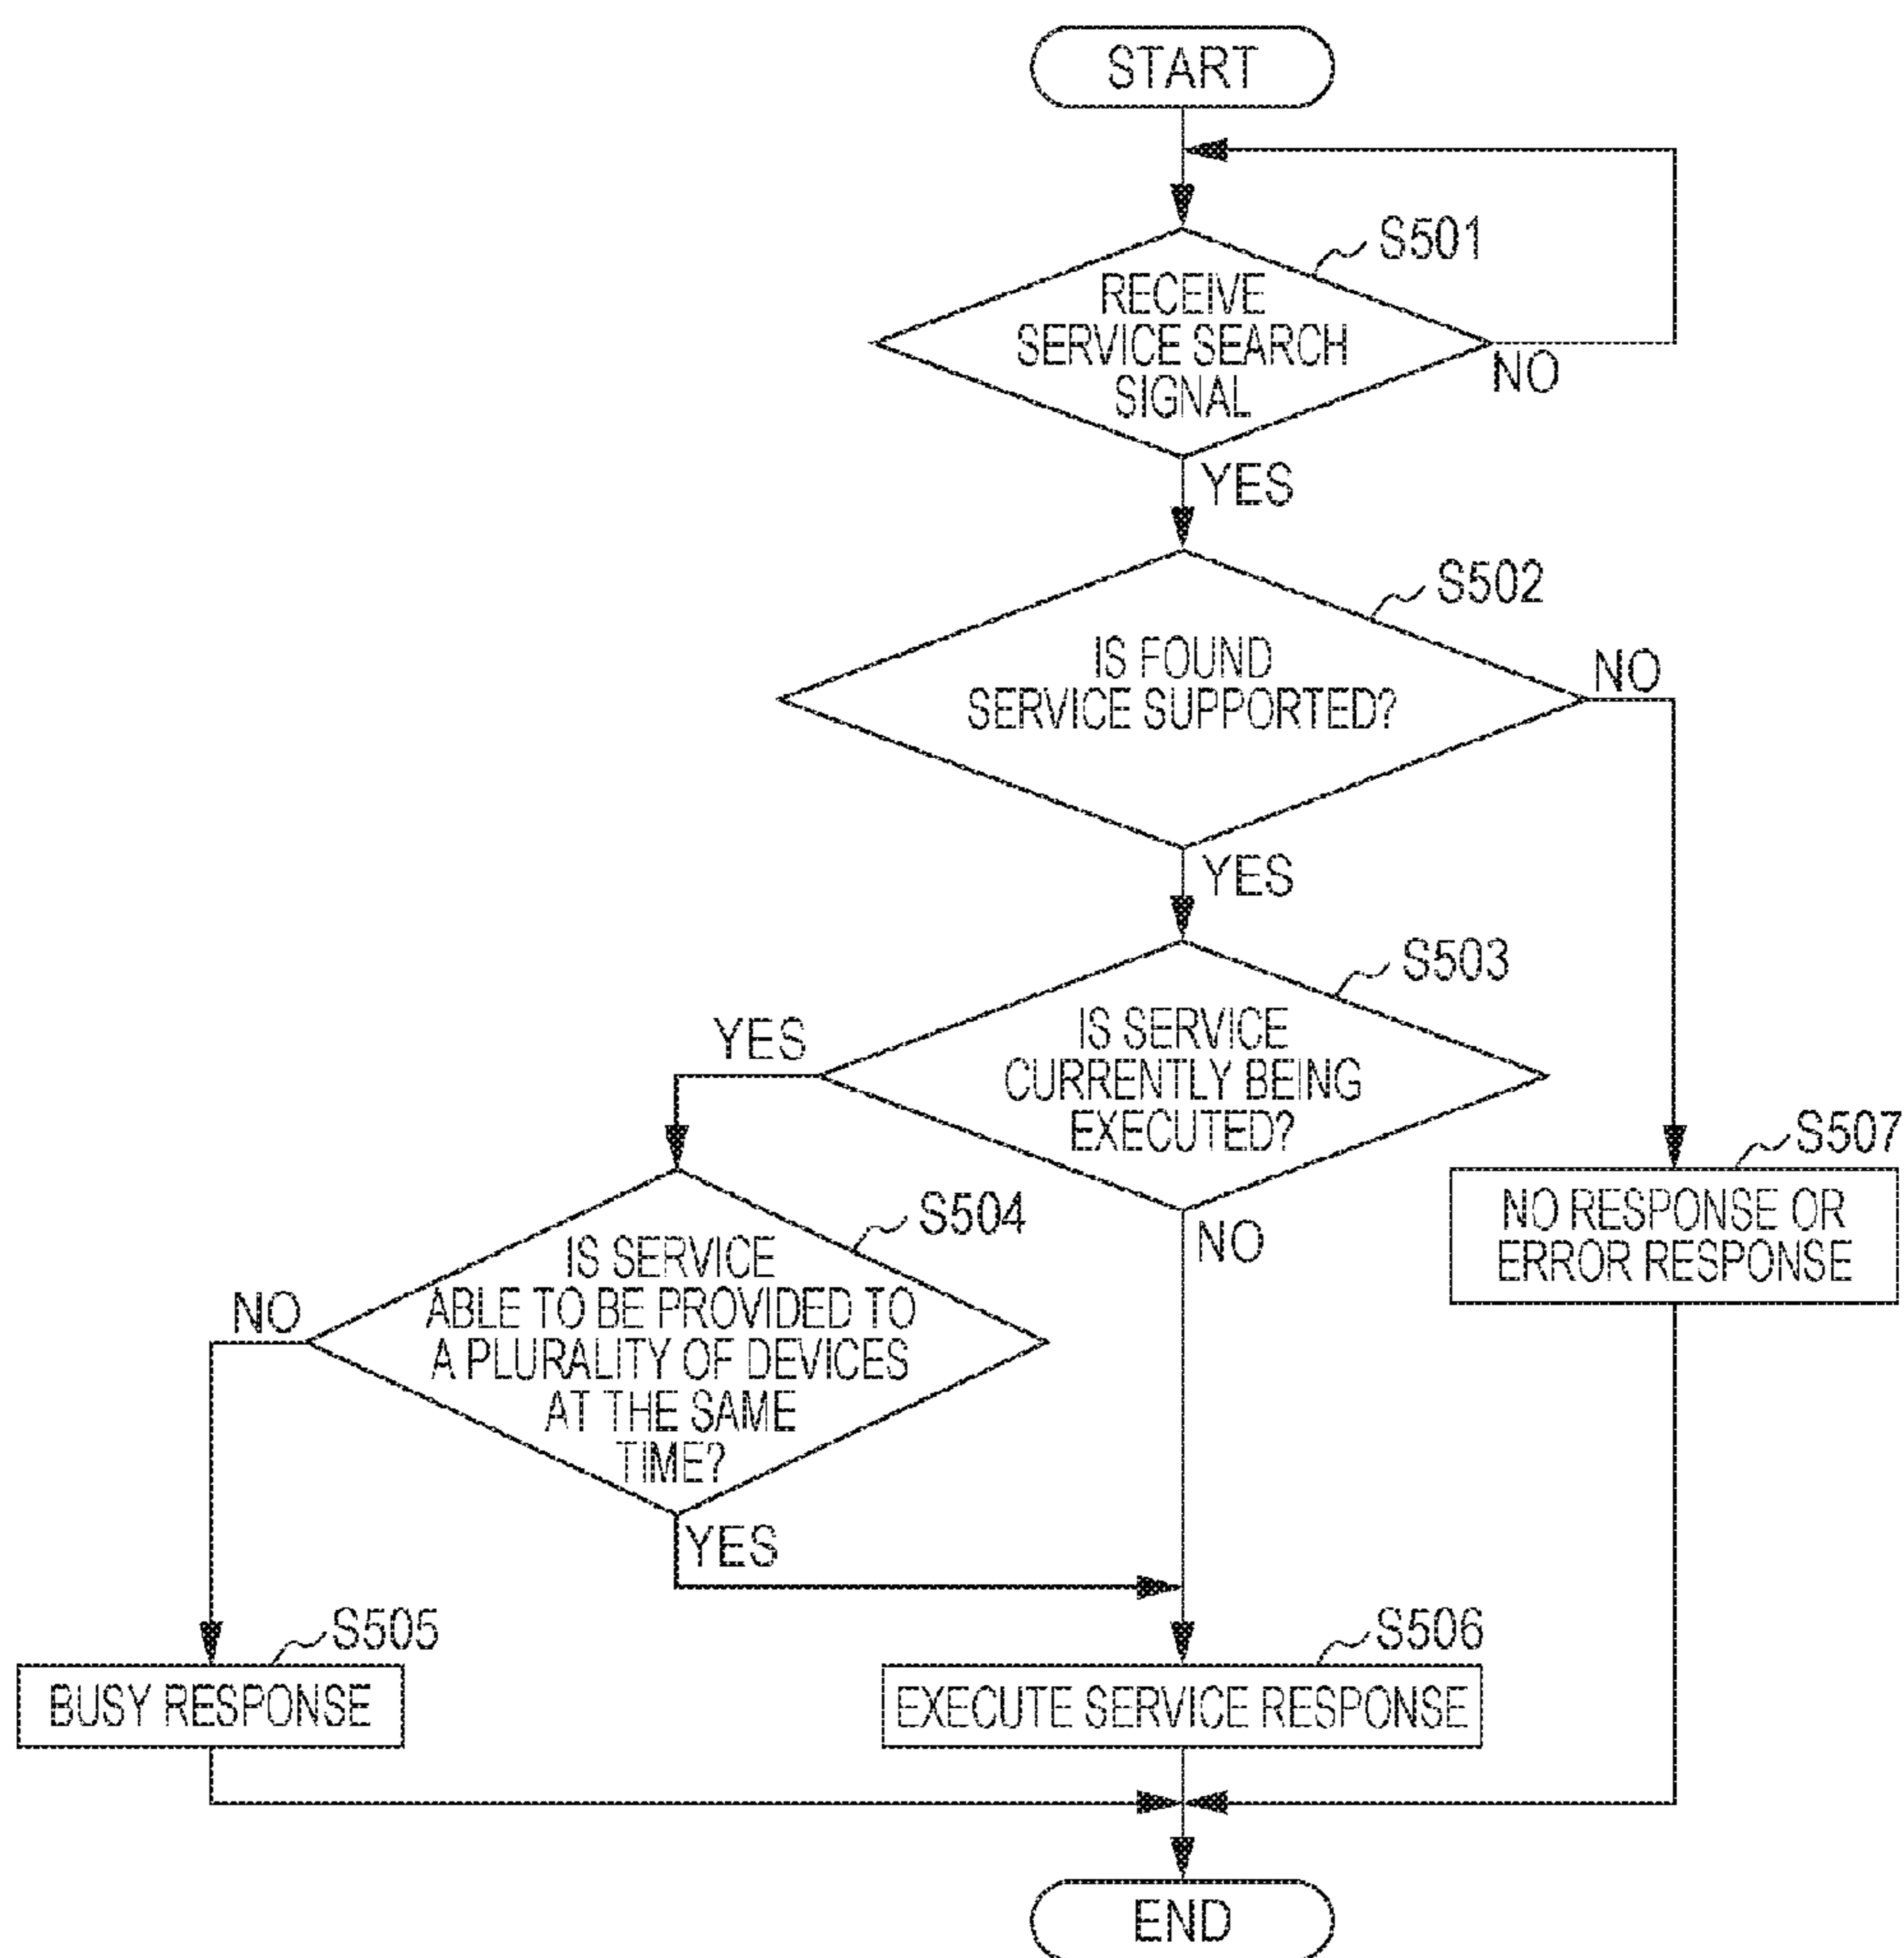 START
S501
RECEIVE
SERVICE SEARCH
SIGNAL
NO
YES
S502
IS FOUND
SERVICE SUPPORTED?
NO
YES
S503
IS SERVICE
CURRENTLY BEING
EXECUTED?
YES
NO
S507
NO RESPONSE OR
ERROR RESPONSE
S504
IS SERVICE
ABLE TO BE PROVIDED TO
A PLURALITY OF DEVICES
AT THE SAME
TIME?
NO
YES
S505
BUSY RESPONSE
S506
EXECUTE SERVICE RESPONSE
END